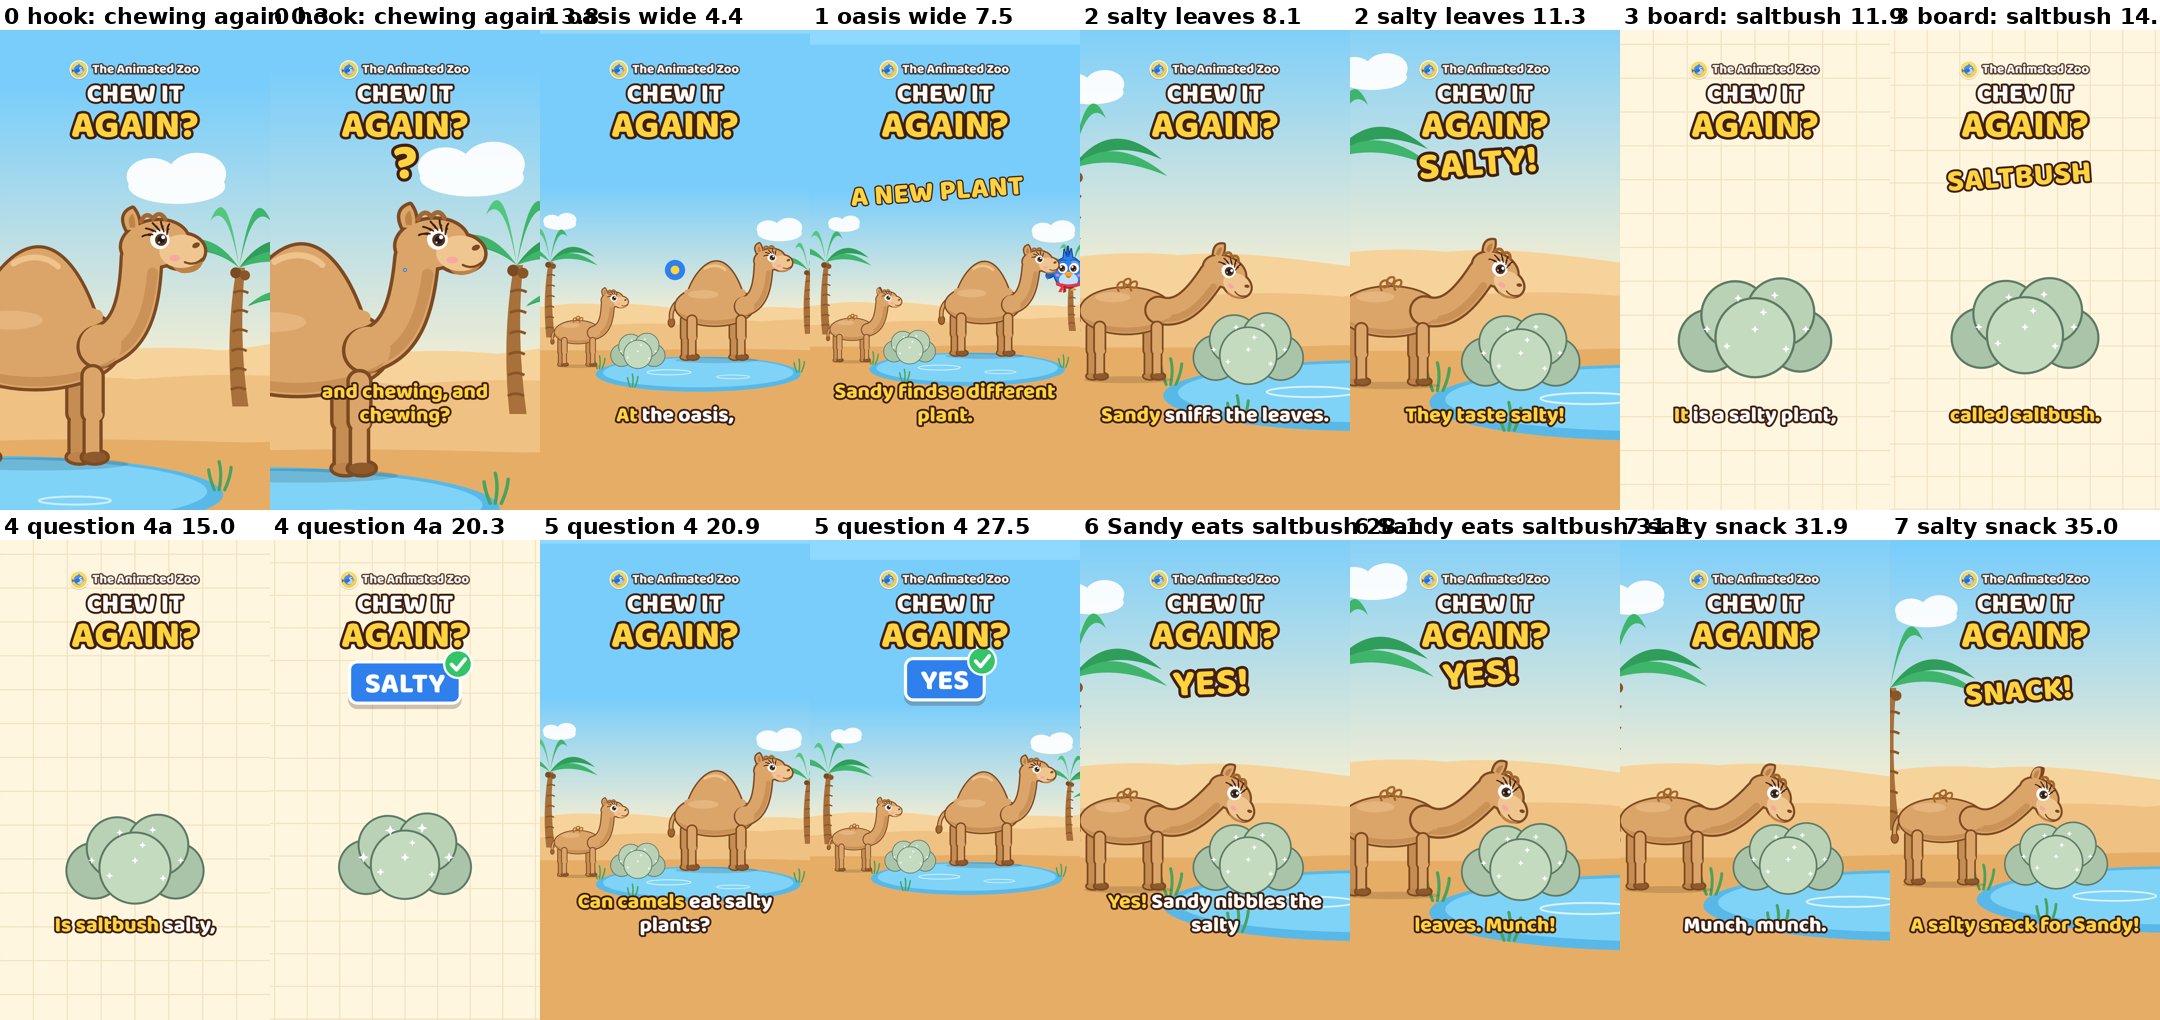 0 hook: chewing again 0.3
0 hook: chewing again 3.8
1 oasis wide 4.4
1 oasis wide 7.5
2 salty leaves 8.1
2 salty leaves 11.3
3 board: saltbush 11.9
3 board: saltbush 14.
The Animated Zoo
CHEW IT
AGAIN?
The Animated Zoo
CHEW IT
AGAIN?
?
and chewing, and
chewing?
The Animated Zoo
CHEW IT
AGAIN?
At the oasis,
The Animated Zoo
CHEW IT
AGAIN?
A NEW PLANT
Sandy finds a different
plant.
The Animated Zoo
CHEW IT
AGAIN?
Sandy sniffs the leaves.
The Animated Zoo
CHEW IT
AGAIN?
SALTY!
They taste salty!
The Animated Zoo
CHEW IT
AGAIN?
It is a salty plant,
The Animated Zoo
CHEW IT
AGAIN?
SALTBUSH
called saltbush.
4 question 4a 15.0
4 question 4a 20.3
5 question 4 20.9
5 question 4 27.5
6 Sandy eats saltbush
6 Sandy eats saltbush
7 salty snack 31.9
7 salty snack 35.0
The Animated Zoo
CHEW IT
AGAIN?
Is saltbush salty,
The Animated Zoo
CHEW IT
AGAIN?
SALTY
The Animated Zoo
CHEW IT
AGAIN?
Can camels eat salty
plants?
The Animated Zoo
CHEW IT
AGAIN?
YES
The Animated Zoo
CHEW IT
AGAIN?
YES!
Yes! Sandy nibbles the
salty
The Animated Zoo
CHEW IT
AGAIN?
YES!
leaves. Munch!
The Animated Zoo
CHEW IT
AGAIN?
Munch, munch.
The Animated Zoo
CHEW IT
AGAIN?
SNACK!
A salty snack for Sandy!